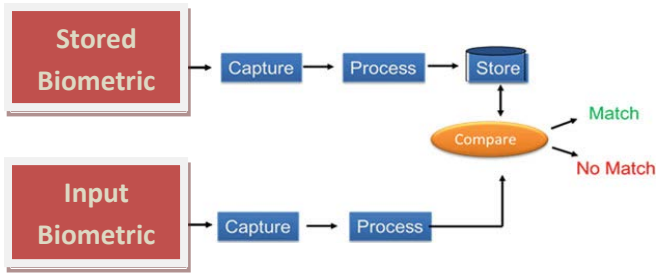 Stored
Biometric
Capture
Process
Store
Match
Compare
No Match
Input
Biometric
Capture
Process